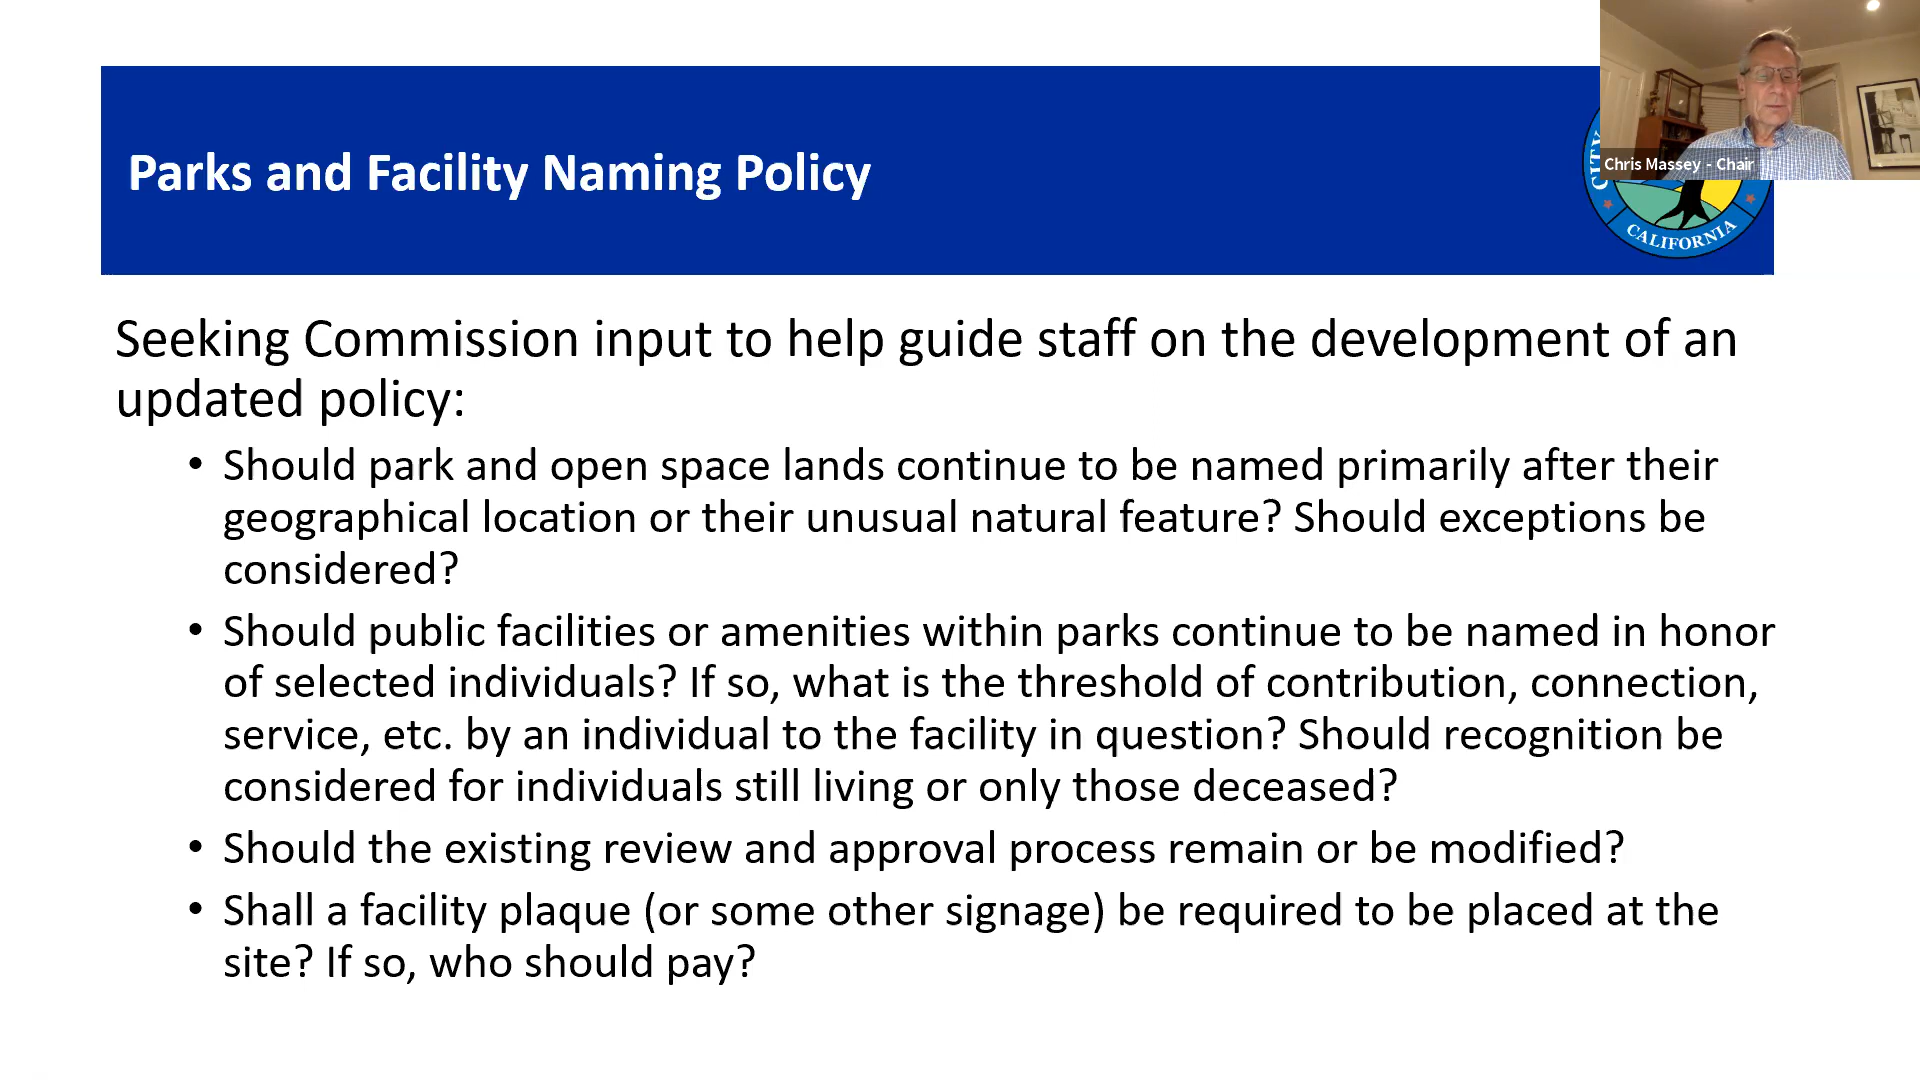 Parks and Facility Naming Policy
CITY
CALIFORNIA
Chris Massey - Chair
Seeking Commission input to help guide staff on the development of an
updated policy:
• Should park and open space lands continue to be named primarily after their
geographical location or their unusual natural feature? Should exceptions be
considered?
• Should public facilities or amenities within parks continue to be named in honor
of selected individuals? If so, what is the threshold of contribution, connection,
service, etc. by an individual to the facility in question? Should recognition be
considered for individuals still living or only those deceased?
• Should the existing review and approval process remain or be modified?
• Shall a facility plaque (or some other signage) be required to be placed at the
site? If so, who should pay?